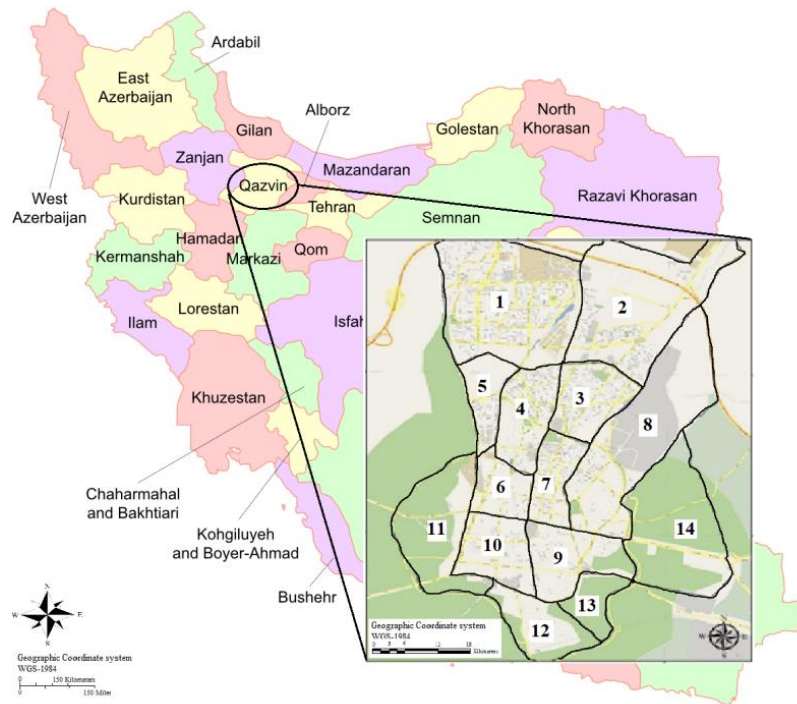 Ardabil
East
Azerbaijan
Alborz
North
Khorasan
Golestan
Gilan
Zanjan
Mazandaran
West
Azerbaijan
Qazvin
Razavi Khorasan
Kurdistan
Tehran
Semnan
Hamadan
Qom
Kermanshah
Markazi
Lorestan
Ilam
Isfah
Khuzestan
Chaharmahal
and Bakhtiari
Kohgiluyeh
and Boyer-Ahmad
Bushehr
1
2
5
4
3
8
6
7
11
10
9
14
13
12
Geographic Coordinate system
WGS-1984
N
W
E
S
Geographic Coordinate system
WGS-1984
0 150 Kilometers
0 150 Miles